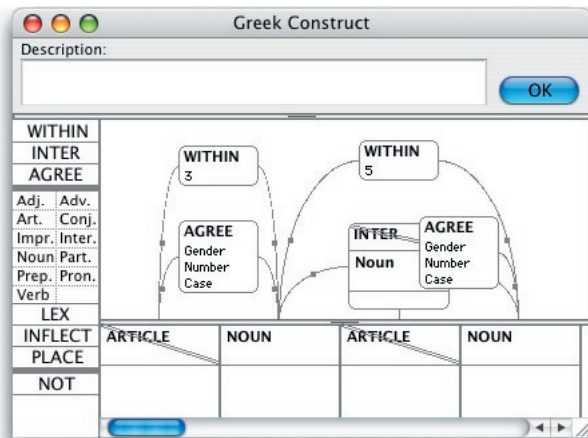 Greek Construct
Description:
OK
WITHIN
INTER
AGREE
Adj. Adv.
Art. Conj.
Impr. Inter.
Noun Part.
Prep. Pron.
Verb
LEX
INFLECT
PLACE
NOT
WITHIN
3
AGREE
Gender
Number
Case
WITHIN
5
INTER
Noun
AGREE
Gender
Number
Case
ARTICLE NOUN ARTICLE NOUN